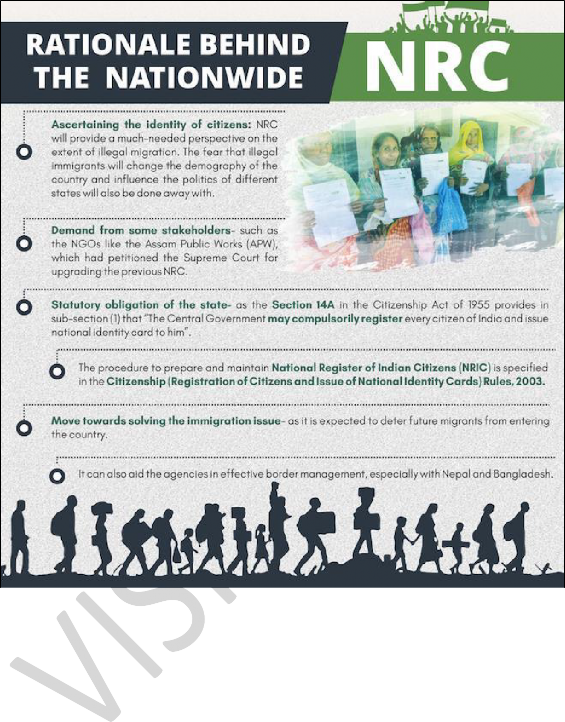 RATIONALE BEHIND
THE NATIONWIDE
NRC
Ascertaining the identity of citizens: NRC
will provide a much-needed perspective on the
extent of illegal migration. The fear that illegal
immigrants will change the demography of the
country and influence the politics of different
states will also be done away with.
Demand from some stakeholders- such as
the NGOs like the Assam Public Works (APW),
which had petitioned the Supreme Court for
upgrading the previous NRC.
Statutory obligation of the state- as the Section 14A in the Citizenship Act of 1955 provides in
sub-section (1) that "The Central Government may compulsorily register every citizen of India and issue
national identity card to him".
The procedure to prepare and maintain National Register of Indian Citizens (NRIC) is specified
in the Citizenship (Registration of Citizens and Issue of National Identity Cards) Rules, 2003.
Move towards solving the immigration issue- as it is expected to deter future migrants from entering
the country.
It can also aid the agencies in effective border management, especially with Nepal and Bangladesh.